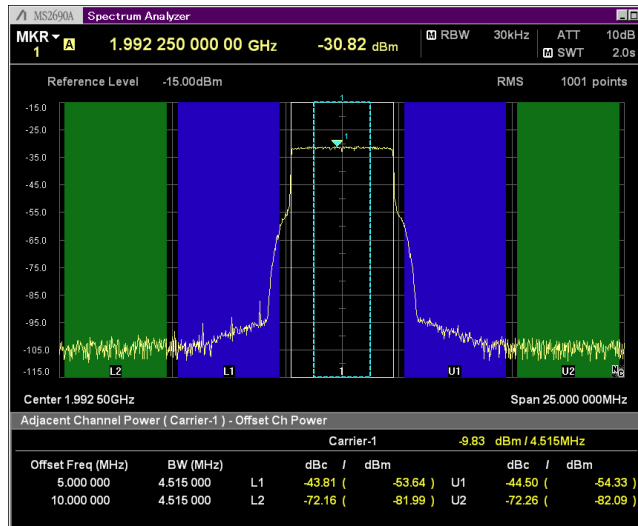 MS2690A Spectrum Analyzer
MKR A 1.992 250 000 00 GHz -30.82 dBm M RBW 30kHz ATT 10dB
1 M SWT 2.0s
Reference Level -15.00dBm RMS 1001 points
1
-15.0
-25.0
1
-35.0
-45.0
-55.0
-65.0
-75.0
-85.0
-95.0
-105.0
-115.0
L2 L1 1 U1 U2
Center 1.992 50GHz Span 25.000 000MHz
Adjacent Channel Power ( Carrier-1 ) - Offset Ch Power
Carrier-1 -9.83 dBm / 4.515MHz
Offset Freq (MHz) BW (MHz) dBc / dBm dBc / dBm
5.000 000 4.515 000 L1 -43.81 ( -53.64 ) U1 -44.50 ( -54.33 )
10.000 000 4.515 000 L2 -72.16 ( -81.99 ) U2 -72.26 ( -82.09 )